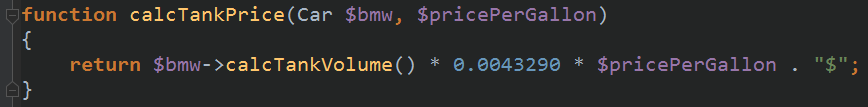 function calcTankPrice(Car $bmw, $pricePerGallon)
{
    return $bmw->calcTankVolume() * 0.0043290 * $pricePerGallon . "$";
}